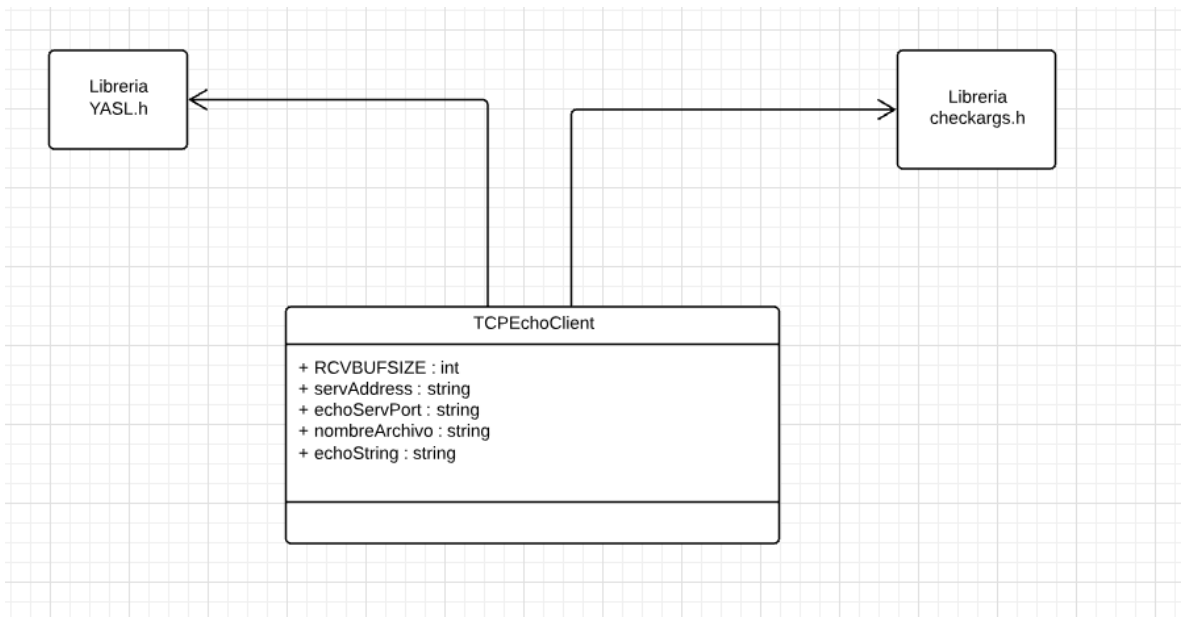 Libreria
YASL.h
Libreria
checkargs.h
TCPEchoClient
+ RCVBUFSIZE : int
+ servAddress : string
+ echoServPort : string
+ nombreArchivo : string
+ echoString : string